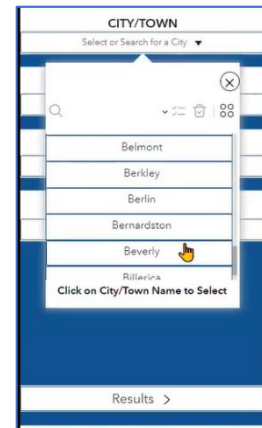 CITY/TOWN
Select or Search for a City
Belmont
Berkley
Berlin
Bernardston
Beverly
Billerica
Click on City/Town Name to Select
Results >